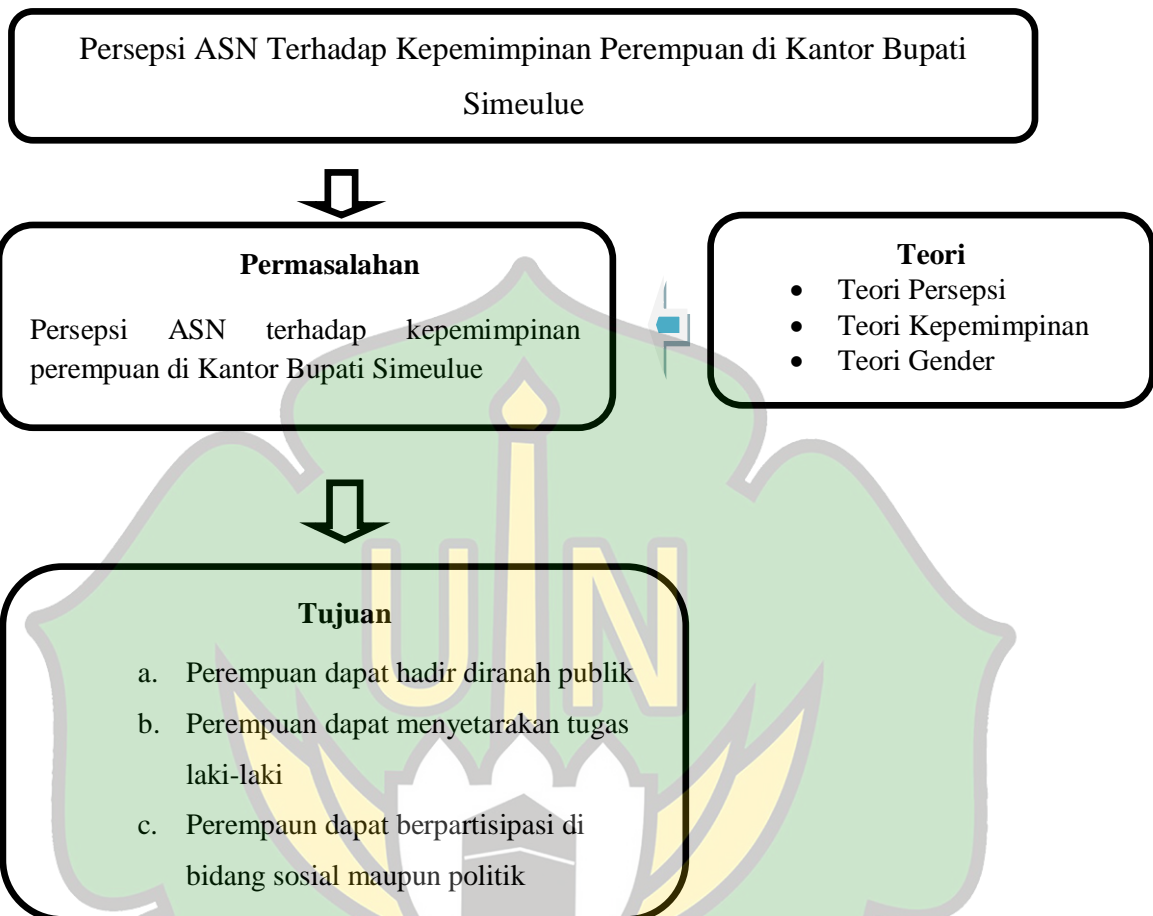 Persepsi ASN Terhadap Kepemimpinan Perempuan di Kantor Bupati
Simeulue
Permasalahan
Persepsi ASN terhadap kepemimpinan
perempuan di Kantor Bupati Simeulue
Teori
• Teori Persepsi
• Teori Kepemimpinan
• Teori Gender
Tujuan
a. Perempuan dapat hadir diranah publik
b. Perempuan dapat menyetarakan tugas
laki-laki
c. Perempaun dapat berpartisipasi di
bidang sosial maupun politik
UIN